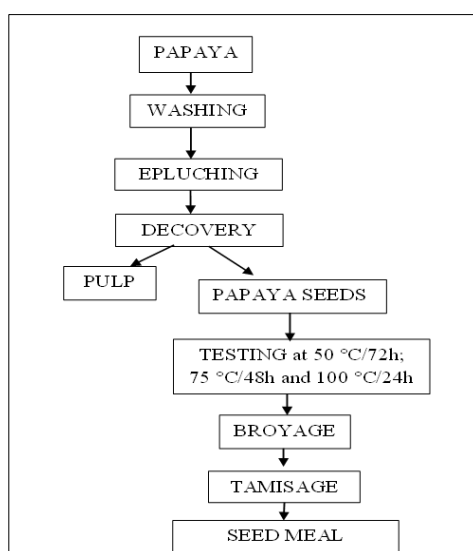 PAPAYA
WASHING
EPLUCHING
DECOVERY
PULP
PAPAYA SEEDS
TESTING at 50 °C/72h;
75 °C/48h and 100 °C/24h
BROYAGE
TAMISAGE
SEED MEAL